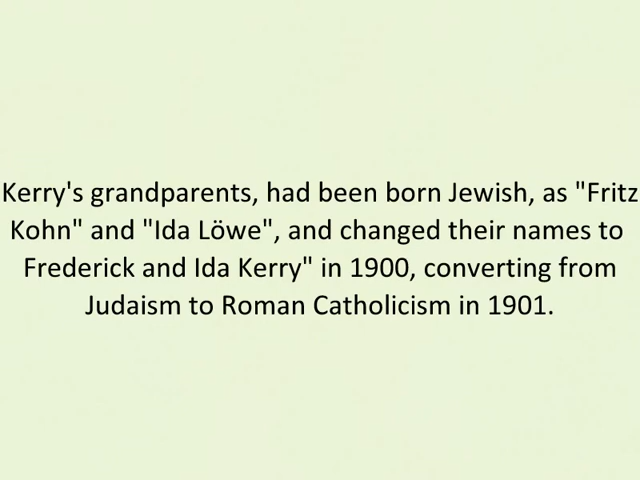 Kerry's grandparents, had been born Jewish, as "Fritz
Kohn" and "Ida Löwe", and changed their names to
Frederick and Ida Kerry" in 1900, converting from
Judaism to Roman Catholicism in 1901.